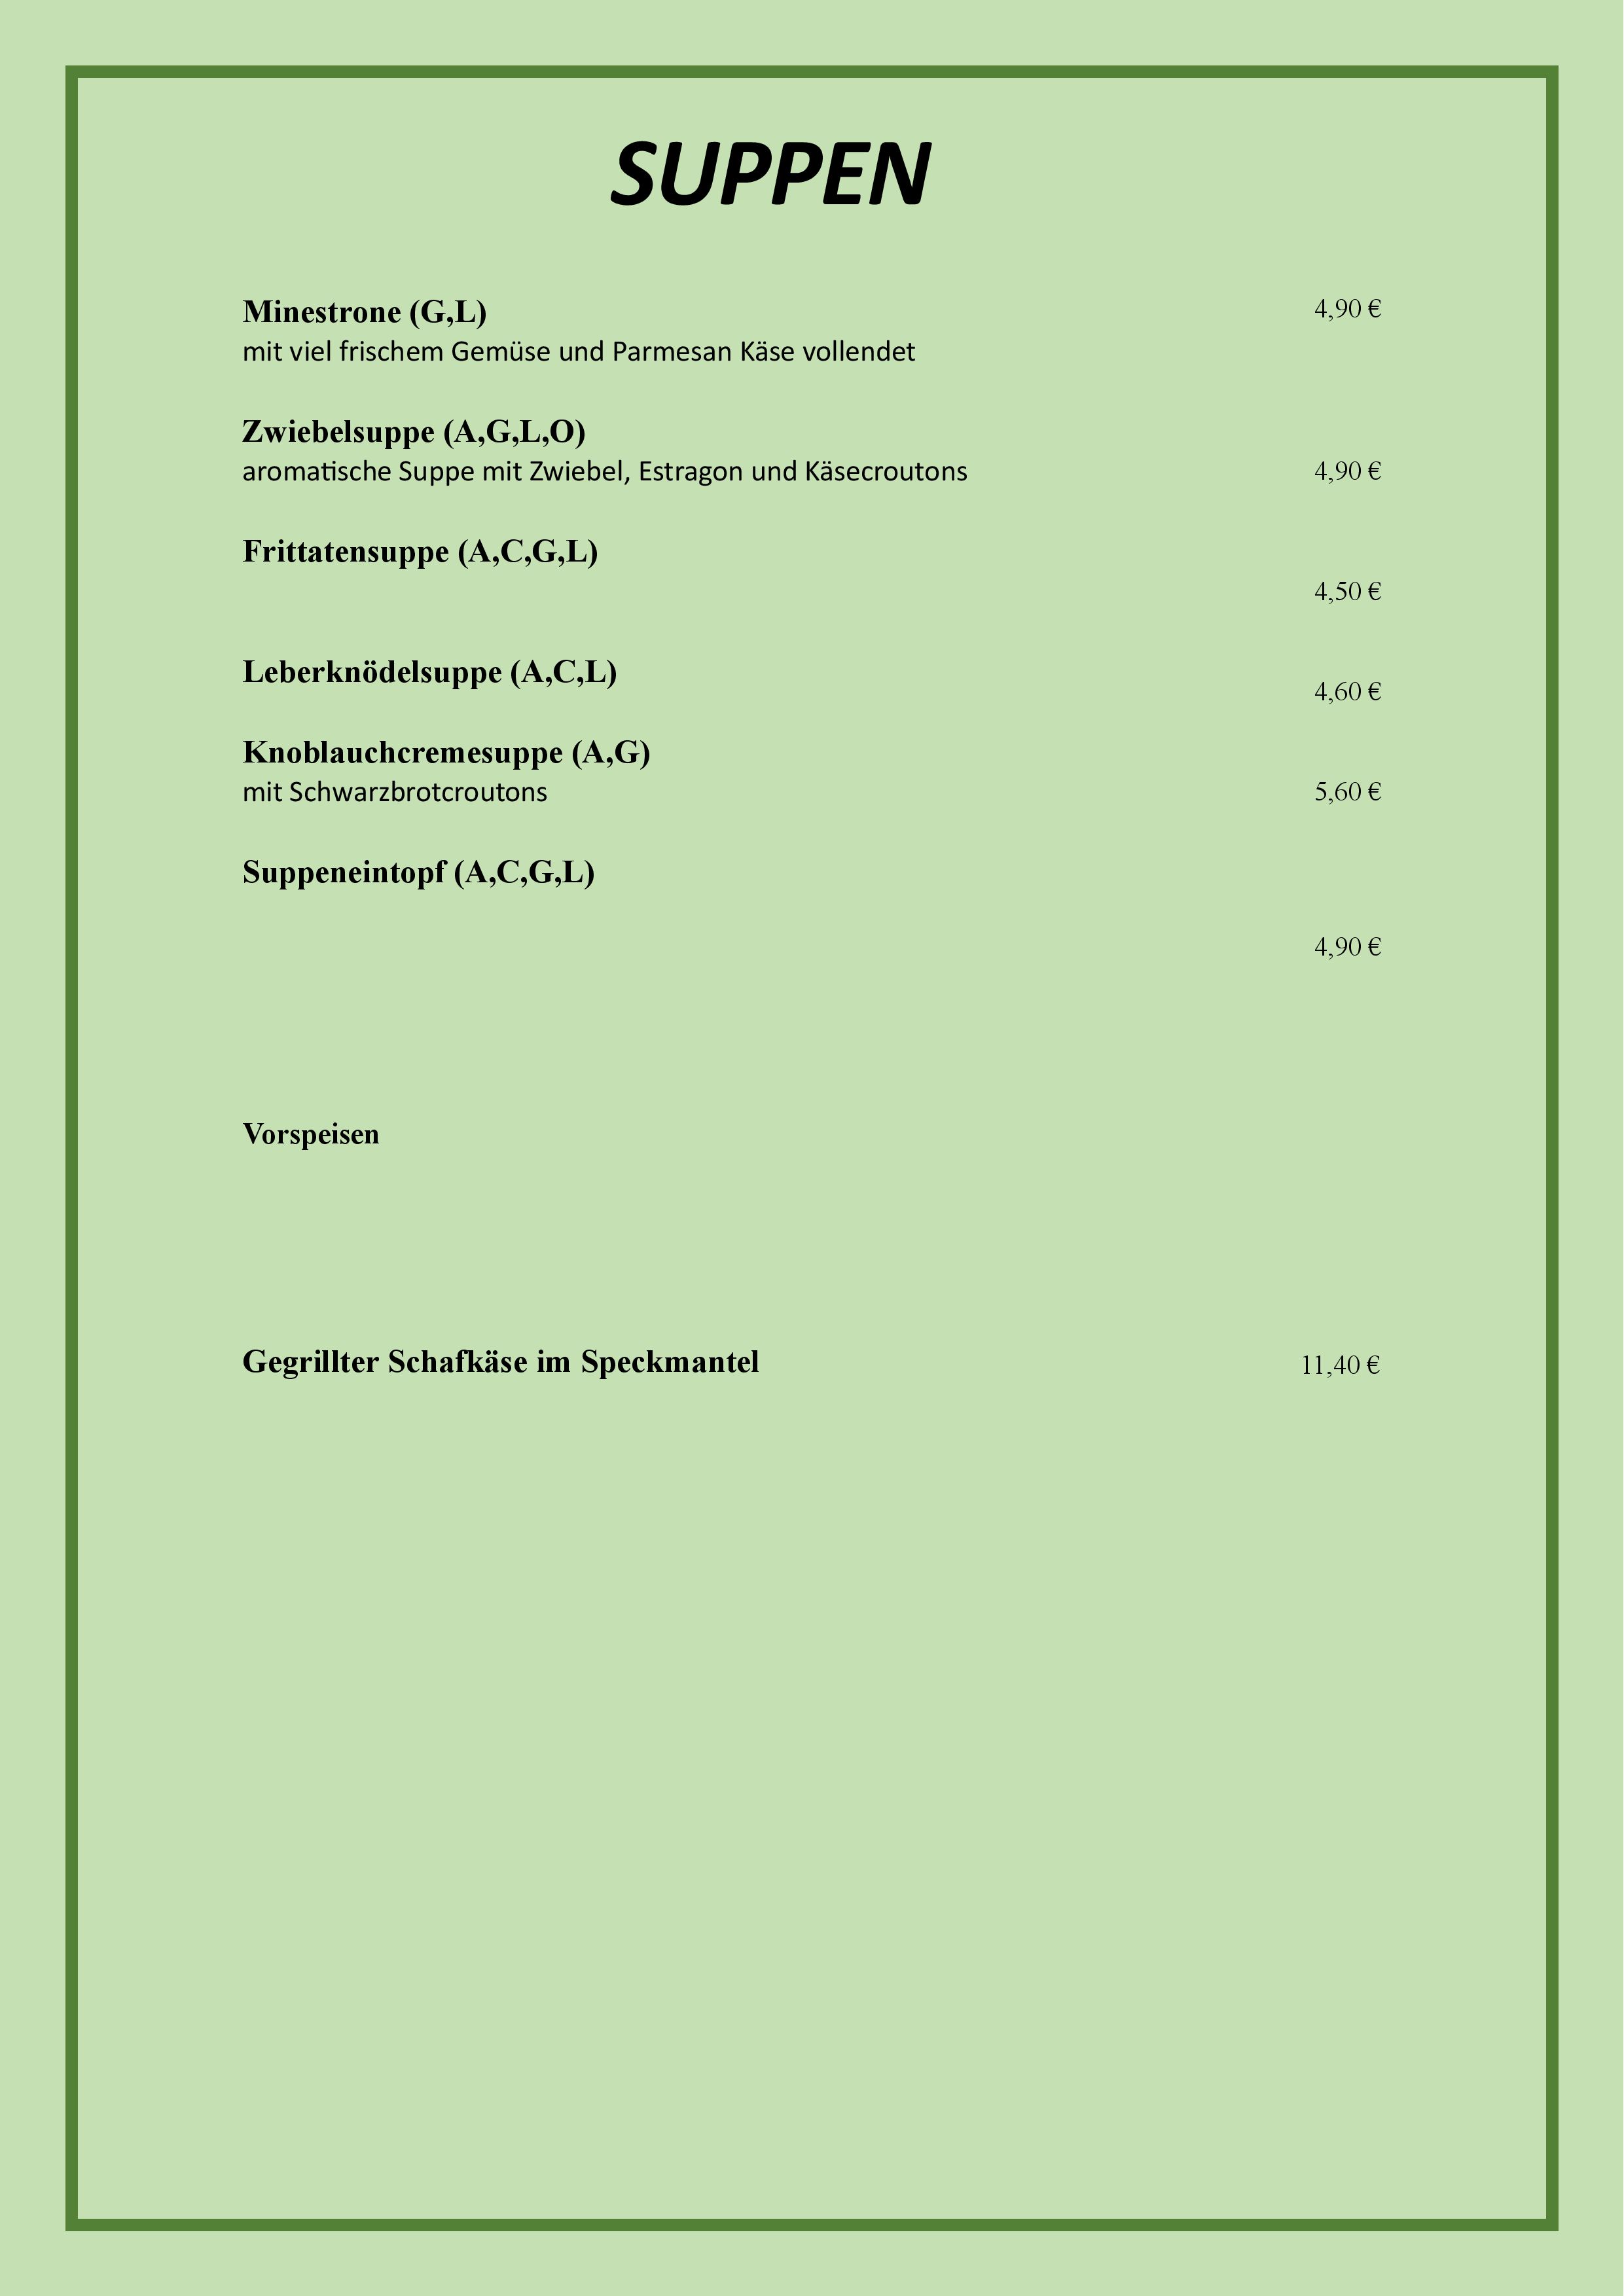 SUPPEN
Minestrone (G,L) 4,90 €
mit viel frischem Gemüse und Parmesan Käse vollendet
Zwiebelsuppe (A,G,L,O)
aromatische Suppe mit Zwiebel, Estragon und Käsecroutons 4,90 €
Frittatensuppe (A,C,G,L)
4,50 €
Leberknödelsuppe (A,C,L)
4,60 €
Knoblauchcremesuppe (A,G)
mit Schwarzbrotcroutons 5,60 €
Suppeneintopf (A,C,G,L)
4,90 €
Vorspeisen
Gegrillter Schafkäse im Speckmantel 11,40 €